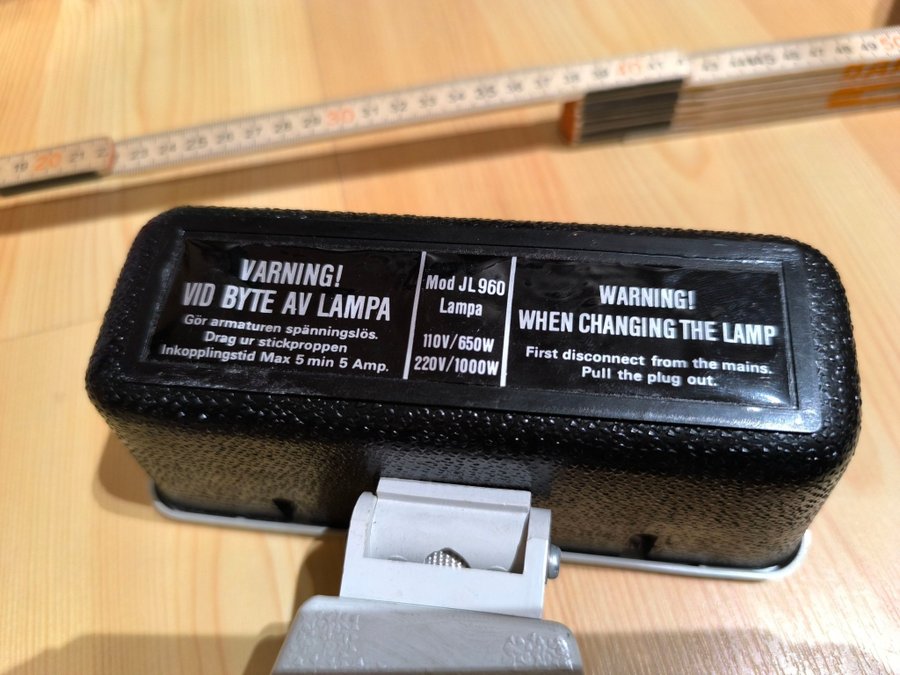 VARNING!
VID BYTE AV LAMPA
Gör armaturen spänningslös.
Drag ur stickproppen
Inkopplingstid Max 5 min 5 Amp.
Mod JL 960
Lampa
110V/650W
220V/1000W
WARNING!
WHEN CHANGING THE LAMP
First disconnect from the mains.
Pull the plug out.
20
30